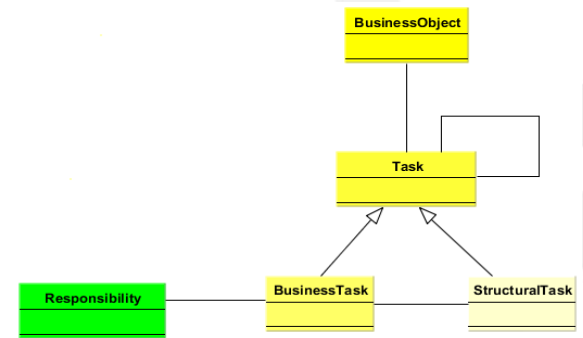 BusinessObject
Task
BusinessTask
StructuralTask
Responsibility